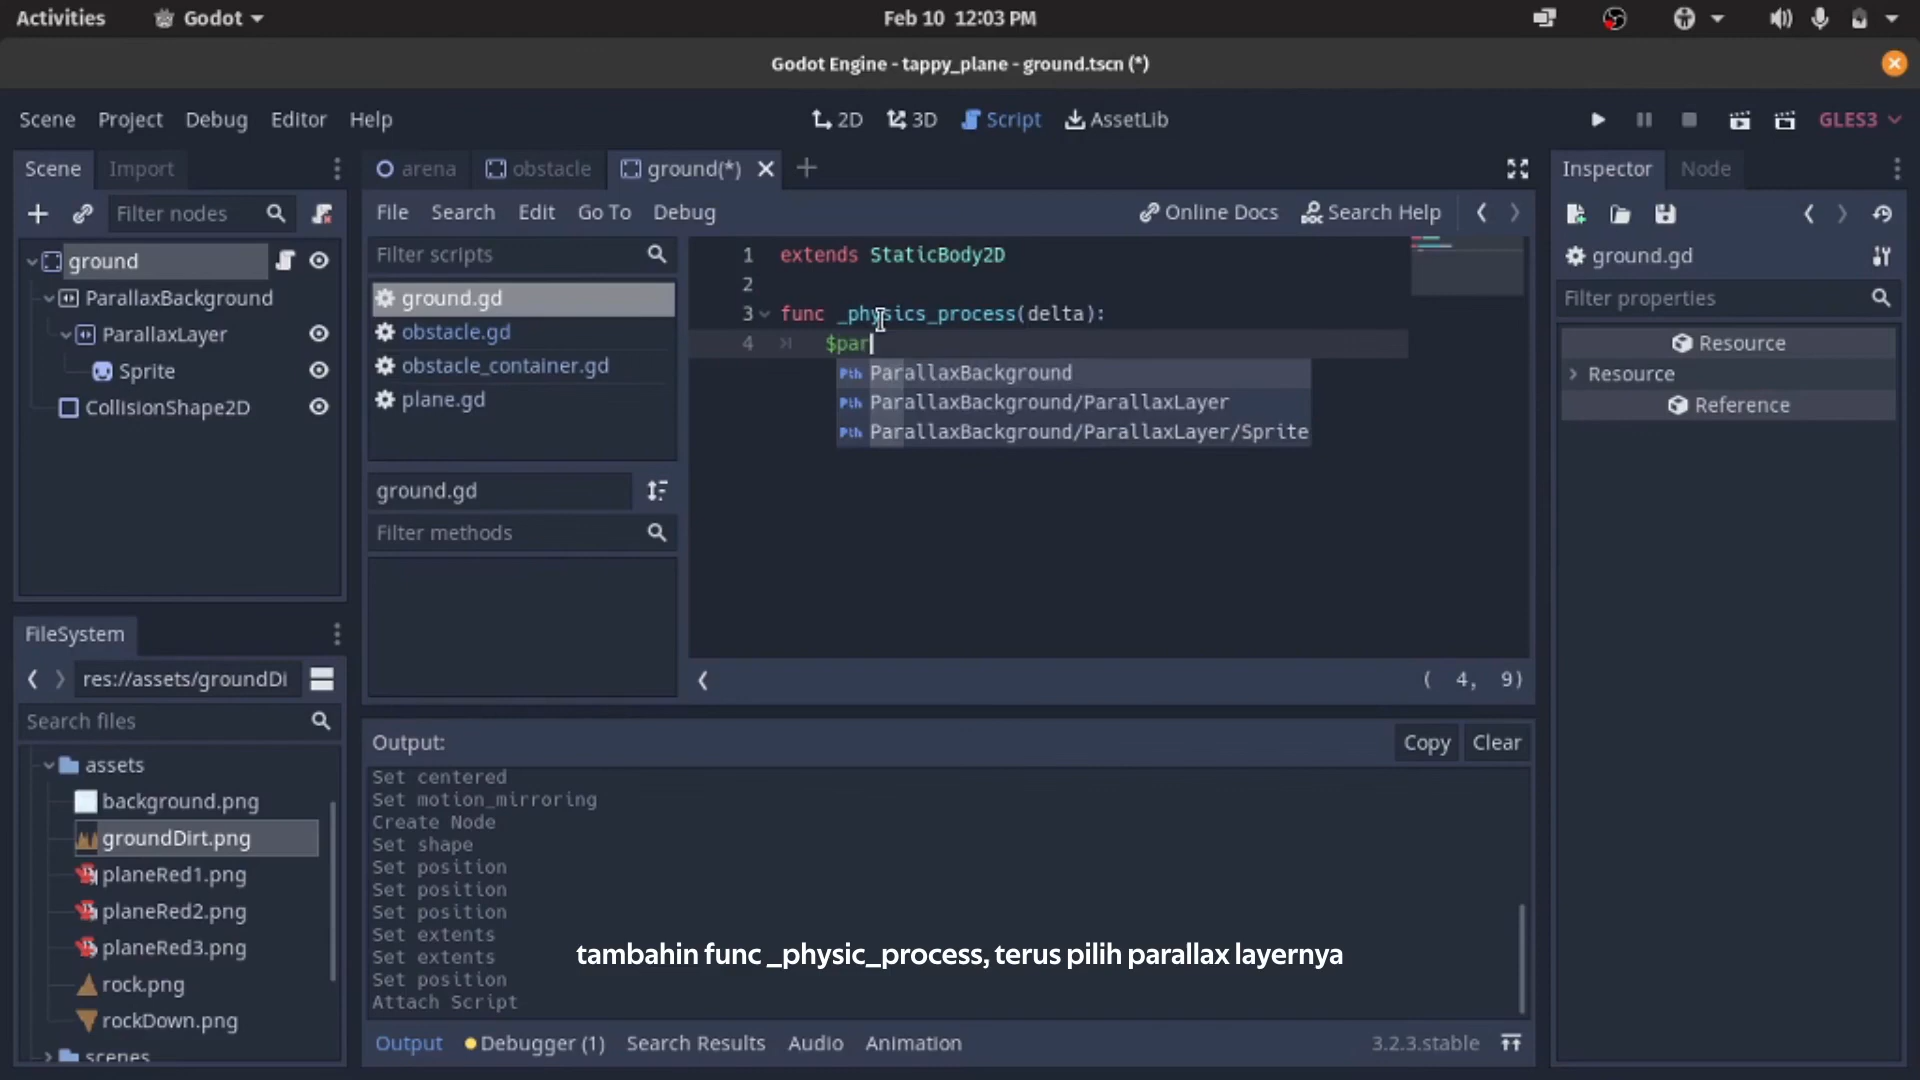 Activities
Godot
Feb 10 12:03 PM
Godot Engine - tappy_plane - ground.tscn (*)
Scene Project Debug Editor Help
2D 3D Script AssetLib
GLES3
Scene Import
arena obstacle ground(*)
Inspector Node
Filter nodes
File Search Edit Go To Debug
Online Docs Search Help
ground
ParallaxBackground
ParallaxLayer
Sprite
CollisionShape2D
Filter scripts
ground.gd
obstacle.gd
obstacle_container.gd
plane.gd
ground.gd
Filter methods
1 extends StaticBody2D
2
3 func _physics_process(delta):
4 $par
Pth ParallaxBackground
Pth ParallaxBackground/ParallaxLayer
Pth ParallaxBackground/ParallaxLayer/Sprite
( 4, 9)
ground.gd
Filter properties
Resource
Resource
Reference
FileSystem
res://assets/groundDi
Search files
assets
background.png
groundDirt.png
planeRed1.png
planeRed2.png
planeRed3.png
rock.png
rockDown.png
scenes
Output:
Copy Clear
Set centered
Set motion_mirroring
Create Node
Set shape
Set position
Set position
Set position
Set extents
Set extents
Set position
Attach Script
tambahin func _physic_process, terus pilih parallax layernya
Output Debugger (1) Search Results Audio Animation
3.2.3.stable